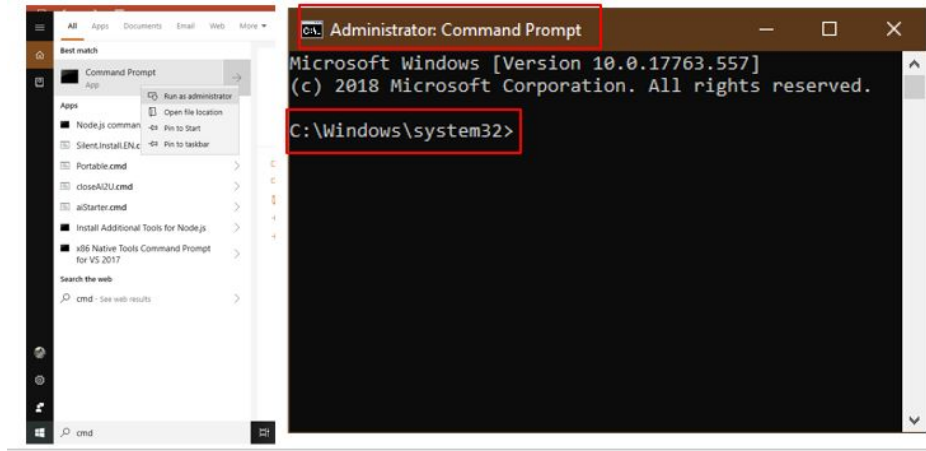 All Apps Documents Email Web More
Best match
Command Prompt
App
Run as administrator
Open file location
Pin to Start
Pin to taskbar
Apps
Node.js comman
Silent.Install.EN.c
Portable.cmd
closeAI2U.cmd
aiStarter.cmd
Install Additional Tools for Node.js
x86 Native Tools Command Prompt
for VS 2017
Search the web
cmd - See web results
cmd
Administrator: Command Prompt
Microsoft Windows [Version 10.0.17763.557]
(c) 2018 Microsoft Corporation. All rights reserved.
C:\Windows\system32>